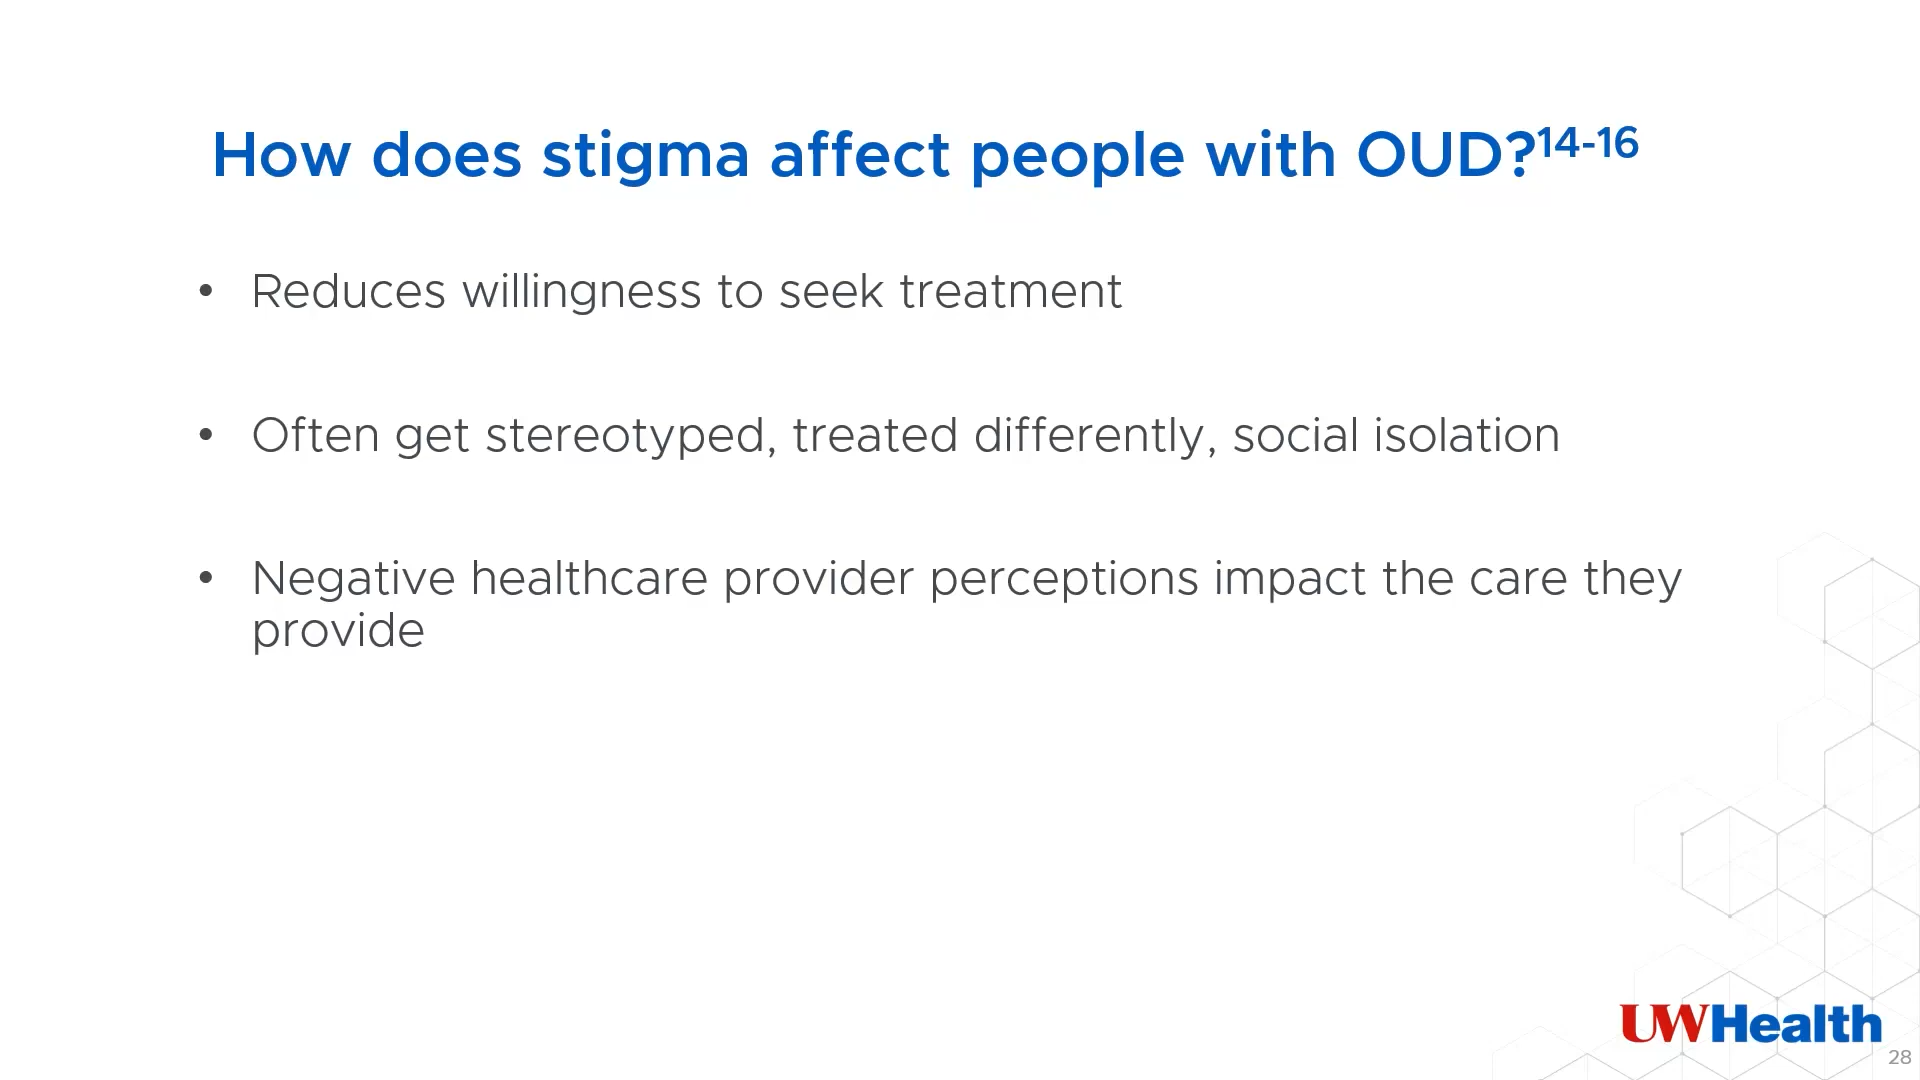 How does stigma affect people with OUD?14-16
• Reduces willingness to seek treatment
• Often get stereotyped, treated differently, social isolation
• Negative healthcare provider perceptions impact the care they
provide
UWHealth
28